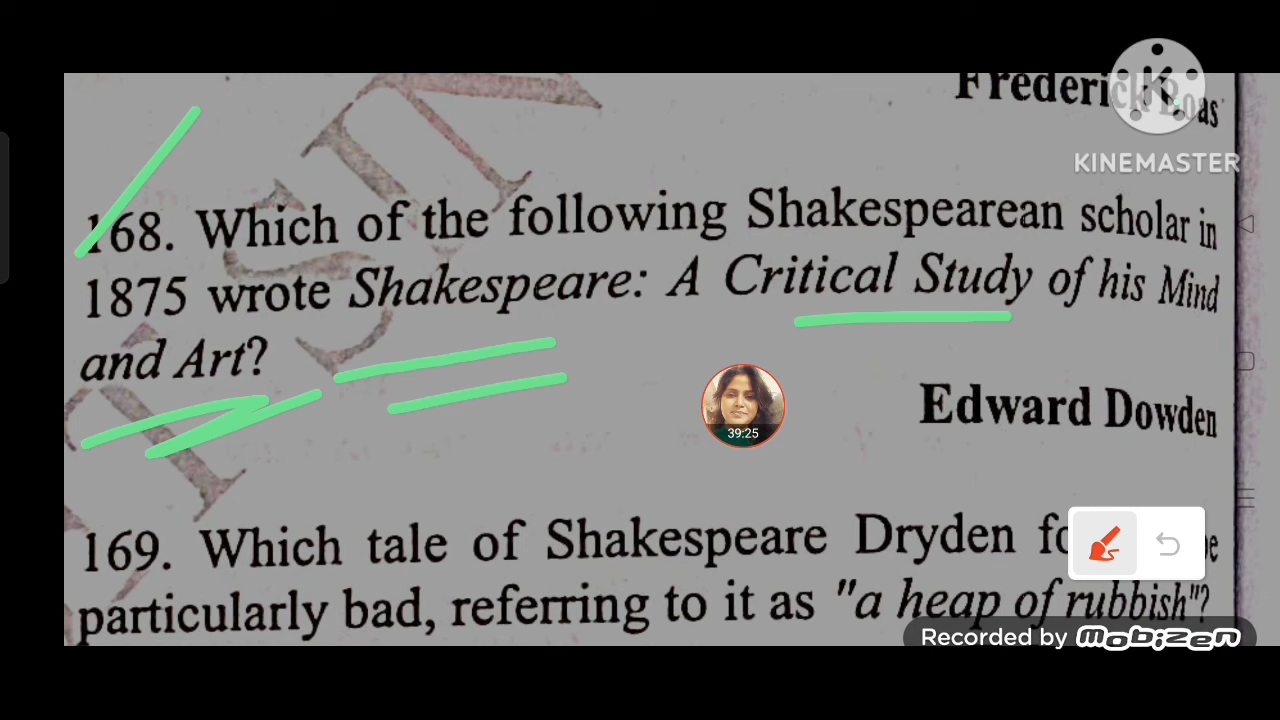 Frederick Boas
KINEMASTER
168. Which of the following Shakespearean scholar in
1875 wrote Shakespeare: A Critical Study of his Mind
and Art?
39:25
Edward Dowden
169. Which tale of Shakespeare Dryden
particularly bad, referring to it as "a heap of rubbish"?
Recorded by Mobizen